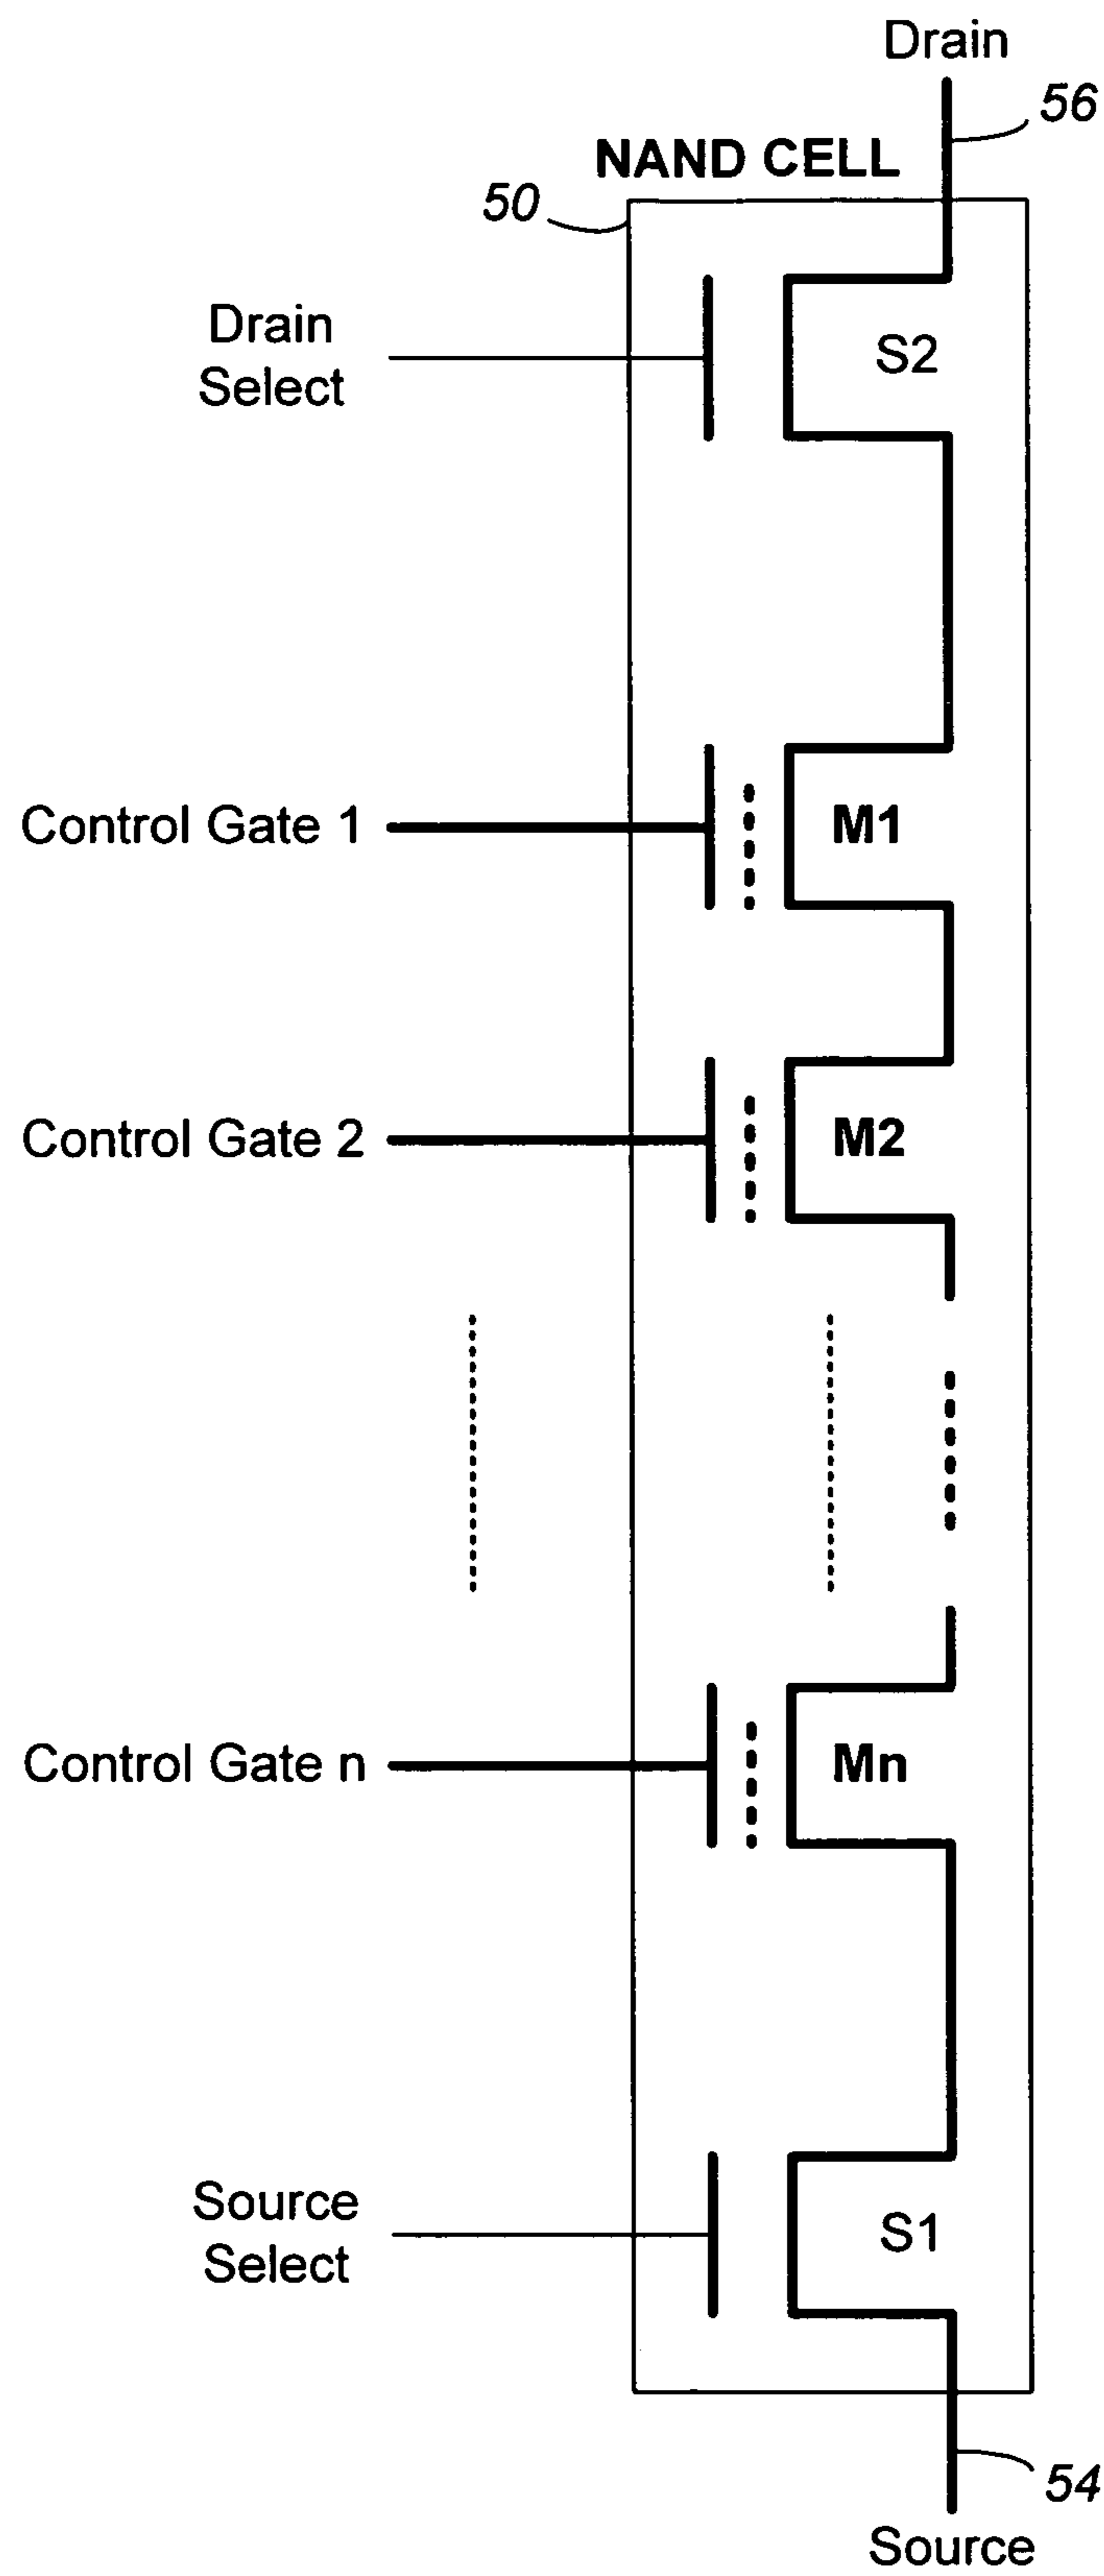 Drain
56
NAND CELL
50
Drain
Select
S2
Control Gate 1
M1
Control Gate 2
M2
Control Gate n
Mn
Source
Select
S1
54
Source